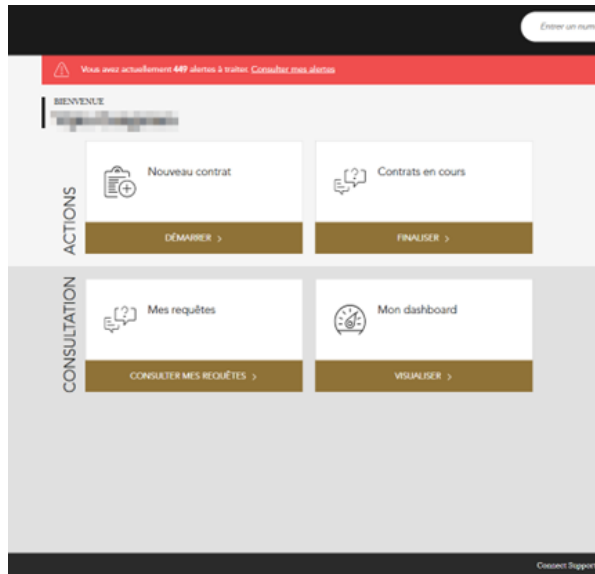 Entrer un num
Vous avez actuellement 449 alertes à traiter. Consulter mes alertes
BIENVENUE
ACTIONS
Nouveau contrat
DÉMARRER >
Contrats en cours
FINALISER >
CONSULTATION
Mes requêtes
CONSULTER MES REQUÊTES >
Mon dashboard
VISUALISER >
Connect Support